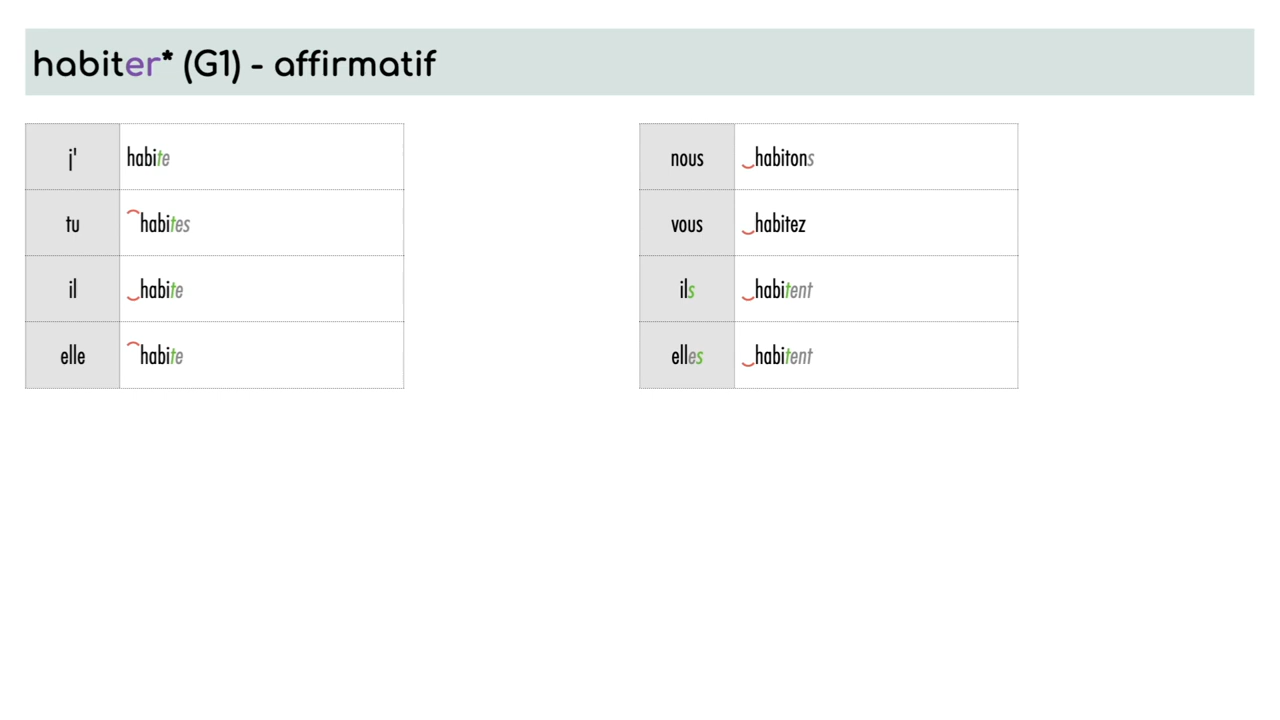 habiter* (G1) - affirmatif
j' habite
tu habites
il habite
elle habite
nous habitons
vous habitez
ils habitent
elles habitent